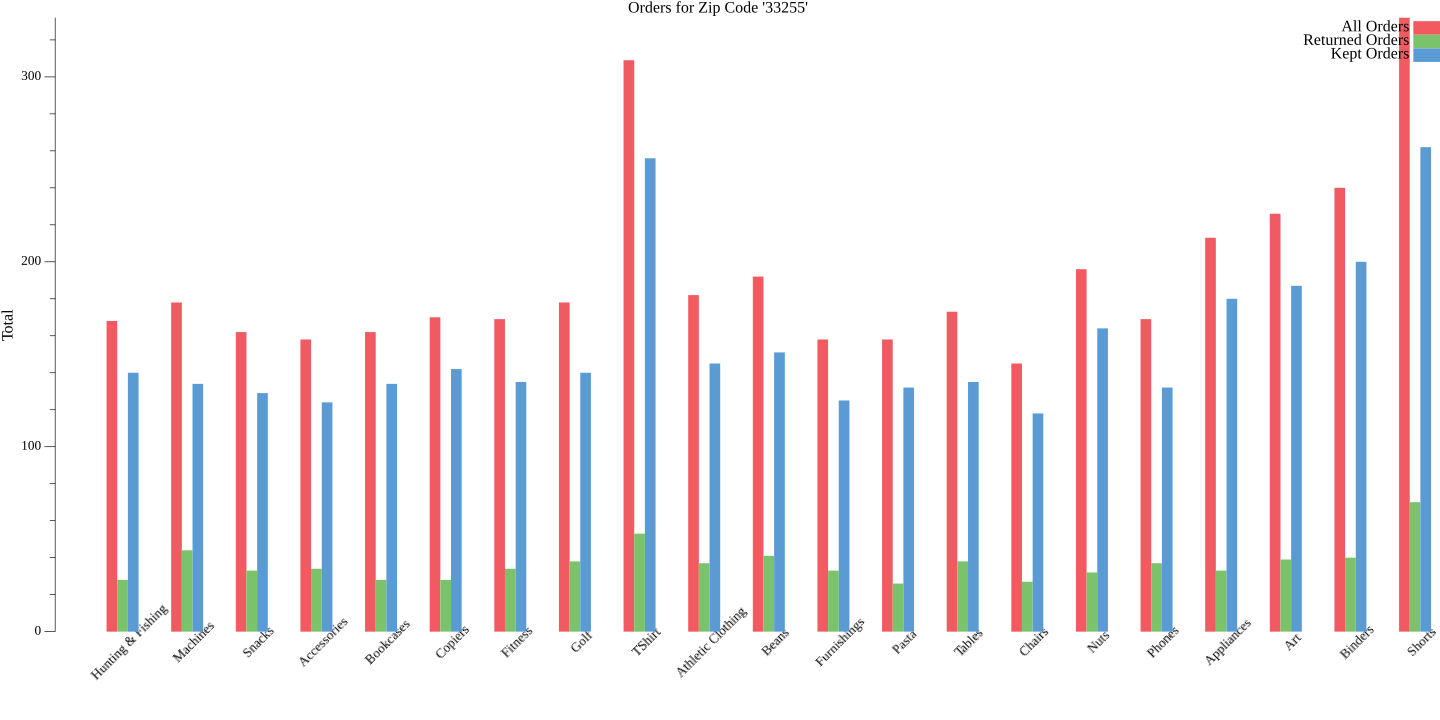 Orders for Zip Code '33255'
All Orders
Returned Orders
Kept Orders
Total
300
200
100
0
Hunting & Fishing
Machines
Snacks
Accessories
Bookcases
Copiers
Fitness
Golf
TShirt
Athletic Clothing
Beans
Furnishings
Pasta
Tables
Chairs
Nuts
Phones
Appliances
Art
Binders
Shorts